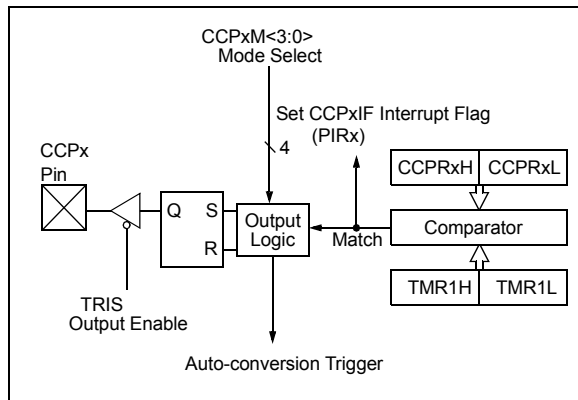 CCPxM<3:0>
Mode Select
Set CCPxIF Interrupt Flag
(PIRx)
4
CCPx
Pin
CCPRxH CCPRxL
Q S
R
Output
Logic
Match
Comparator
TRIS
Output Enable
TMR1H TMR1L
Auto-conversion Trigger